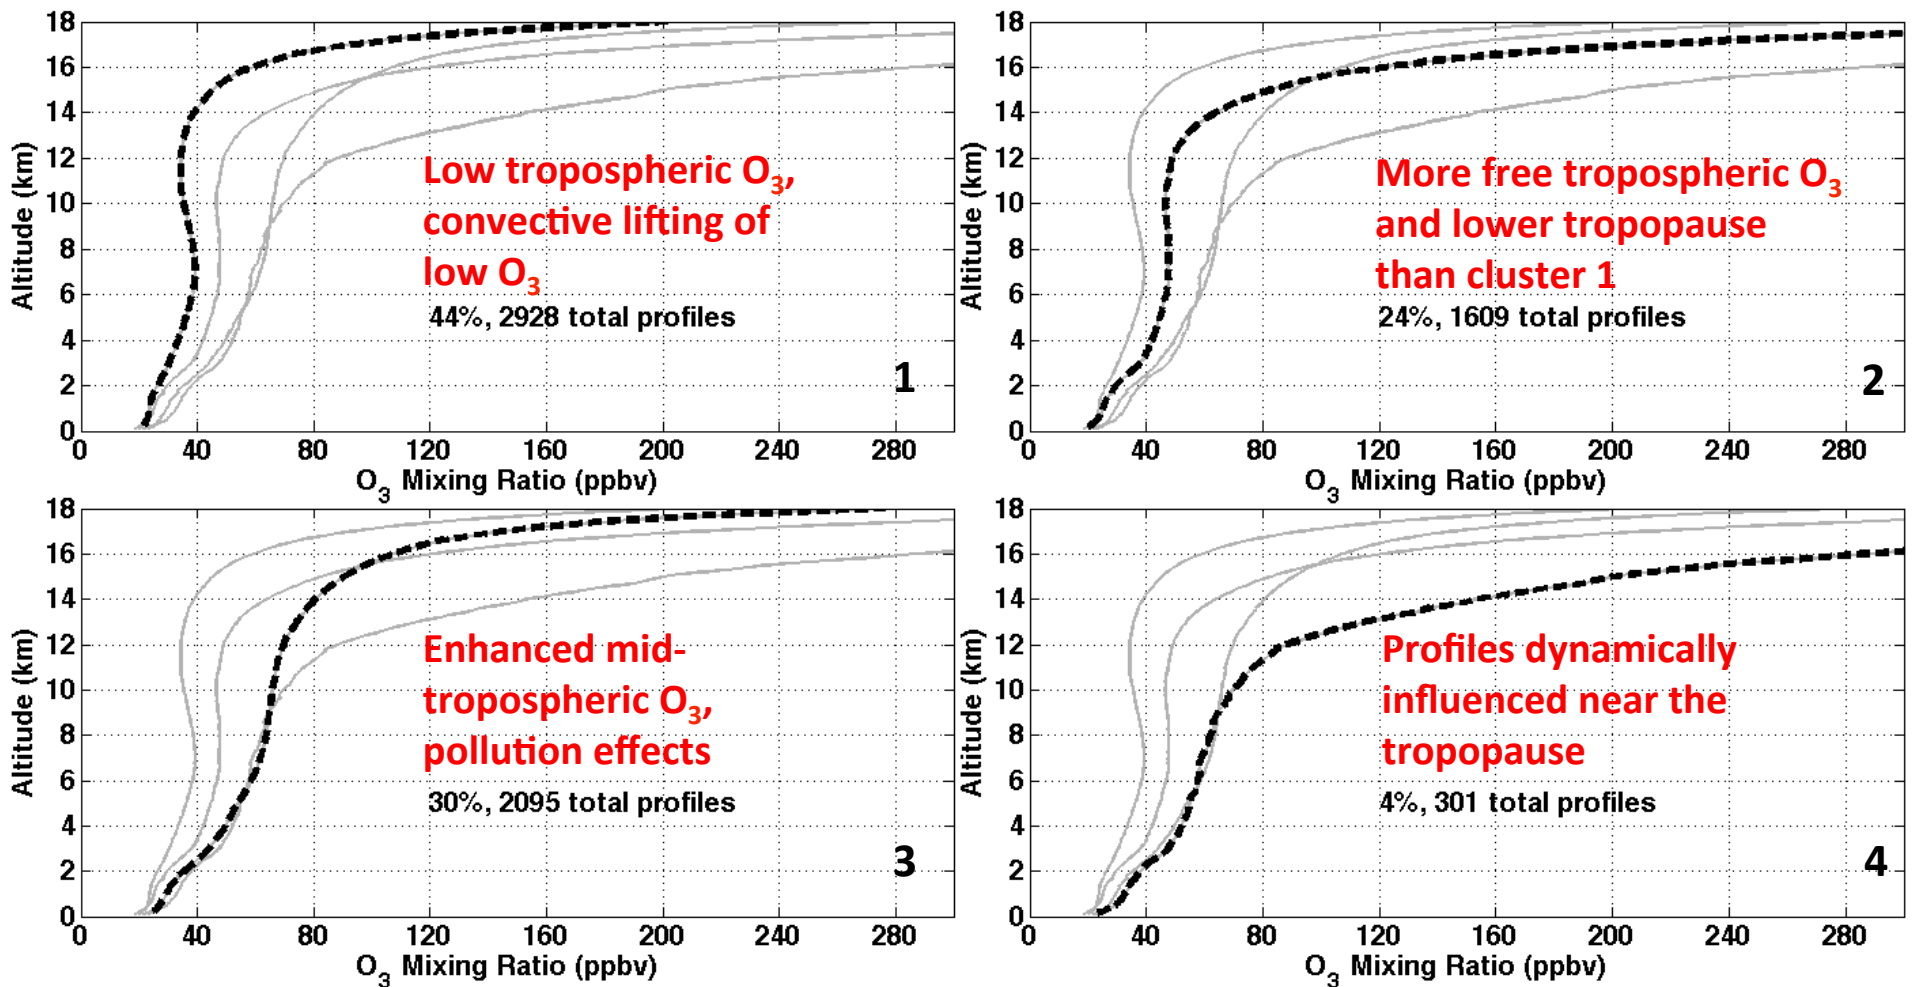 18
16
14
12
10
8
6
4
2
0
Altitude (km)
Low tropospheric O3,
convective lifting of
low O3
44%, 2928 total profiles
1
0 40 80 120 160 200 240 280
O3 Mixing Ratio (ppbv)
18
16
14
12
10
8
6
4
2
0
Altitude (km)
More free tropospheric O3
and lower tropopause
than cluster 1
24%, 1609 total profiles
2
0 40 80 120 160 200 240 280
O3 Mixing Ratio (ppbv)
18
16
14
12
10
8
6
4
2
0
Altitude (km)
Enhanced mid-
tropospheric O3,
pollution effects
30%, 2095 total profiles
3
0 40 80 120 160 200 240 280
O3 Mixing Ratio (ppbv)
18
16
14
12
10
8
6
4
2
0
Altitude (km)
Profiles dynamically
influenced near the
tropopause
4%, 301 total profiles
4
0 40 80 120 160 200 240 280
O3 Mixing Ratio (ppbv)